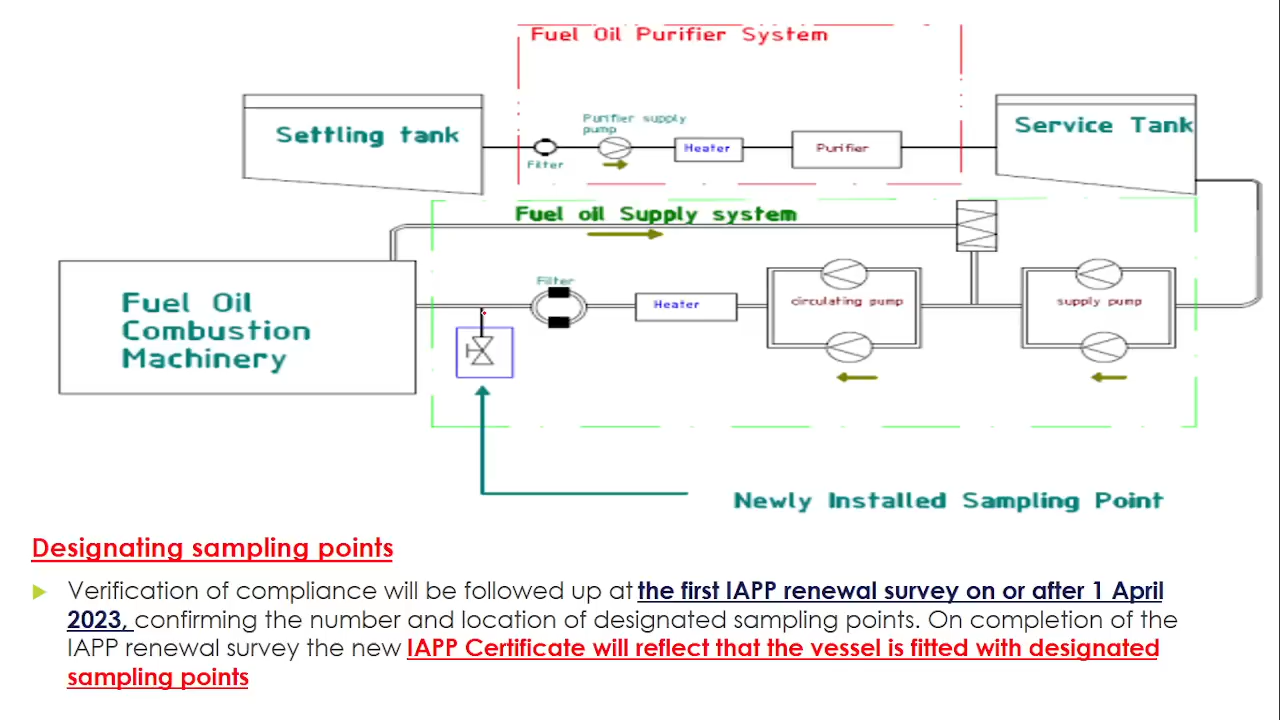 Fuel Oil Purifier System
Settling tank
Purifier supply
pump
Filter
Heater
Purifier
Service Tank
Fuel oil Supply system
Fuel Oil
Combustion
Machinery
Filter
Heater
circulating pump
supply pump
Newly Installed Sampling Point
Designating sampling points
Verification of compliance will be followed up at the first IAPP renewal survey on or after 1 April
2023, confirming the number and location of designated sampling points. On completion of the
IAPP renewal survey the new IAPP Certificate will reflect that the vessel is fitted with designated
sampling points